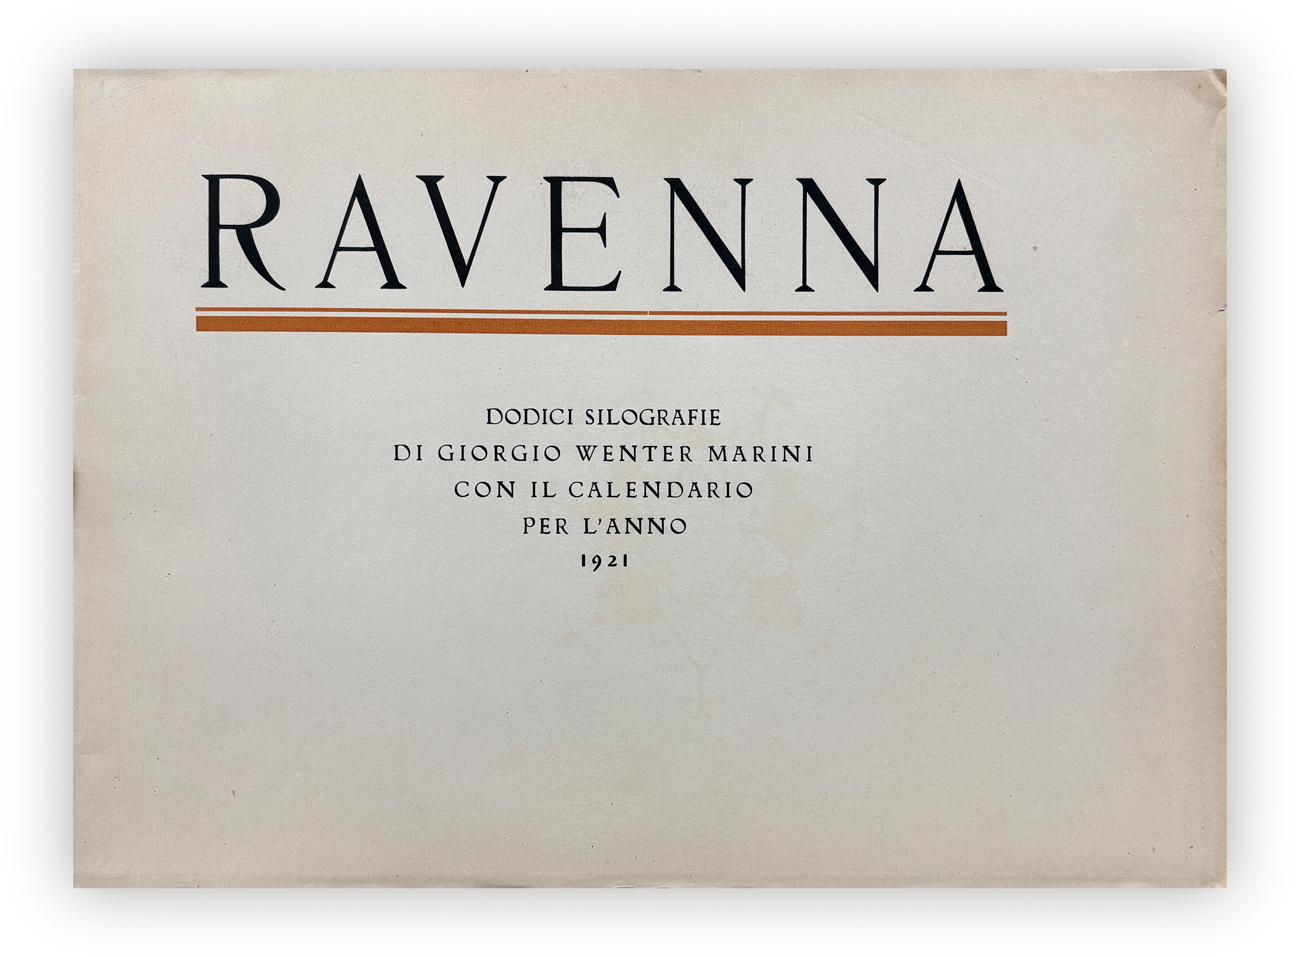 RAVENNA
DODICI SILOGRAFIE
DI GIORGIO WENTER MARINI
CON IL CALENDARIO
PER L'ANNO
1921